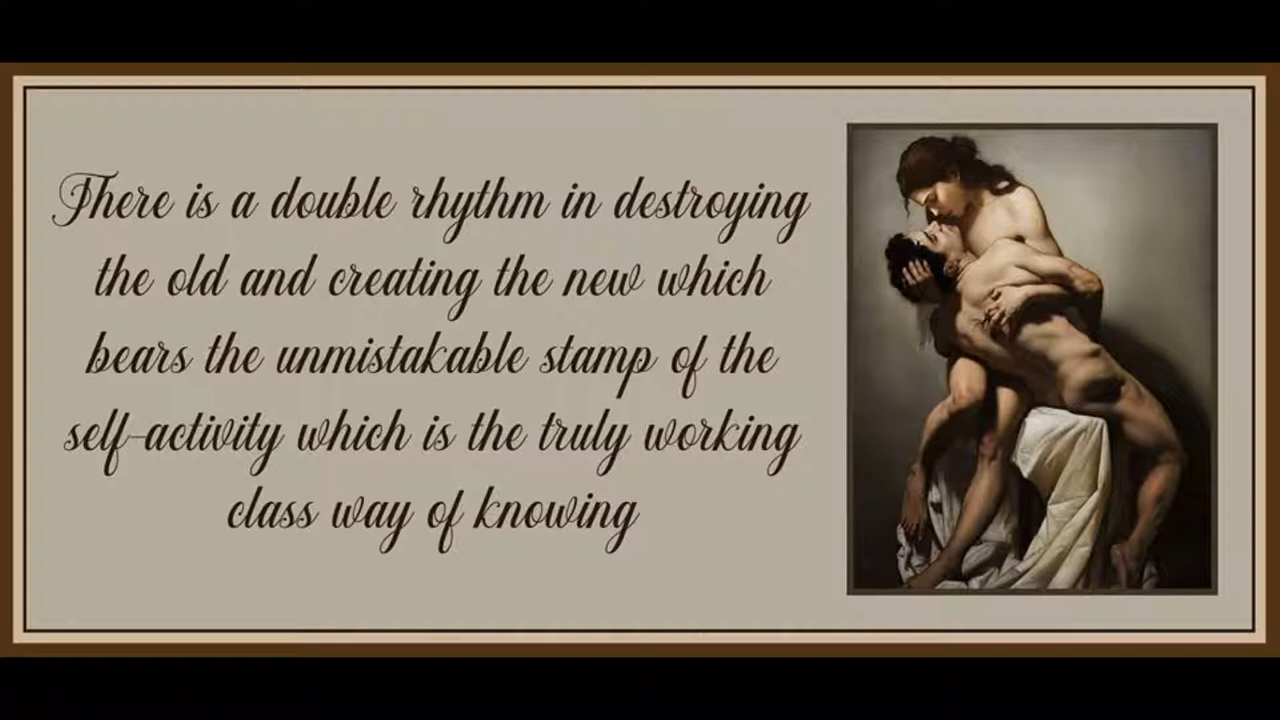 There is a double rhythm in destroying
the old and creating the new which
bears the unmistakable stamp of the
self-activity which is the truly working
class way of knowing